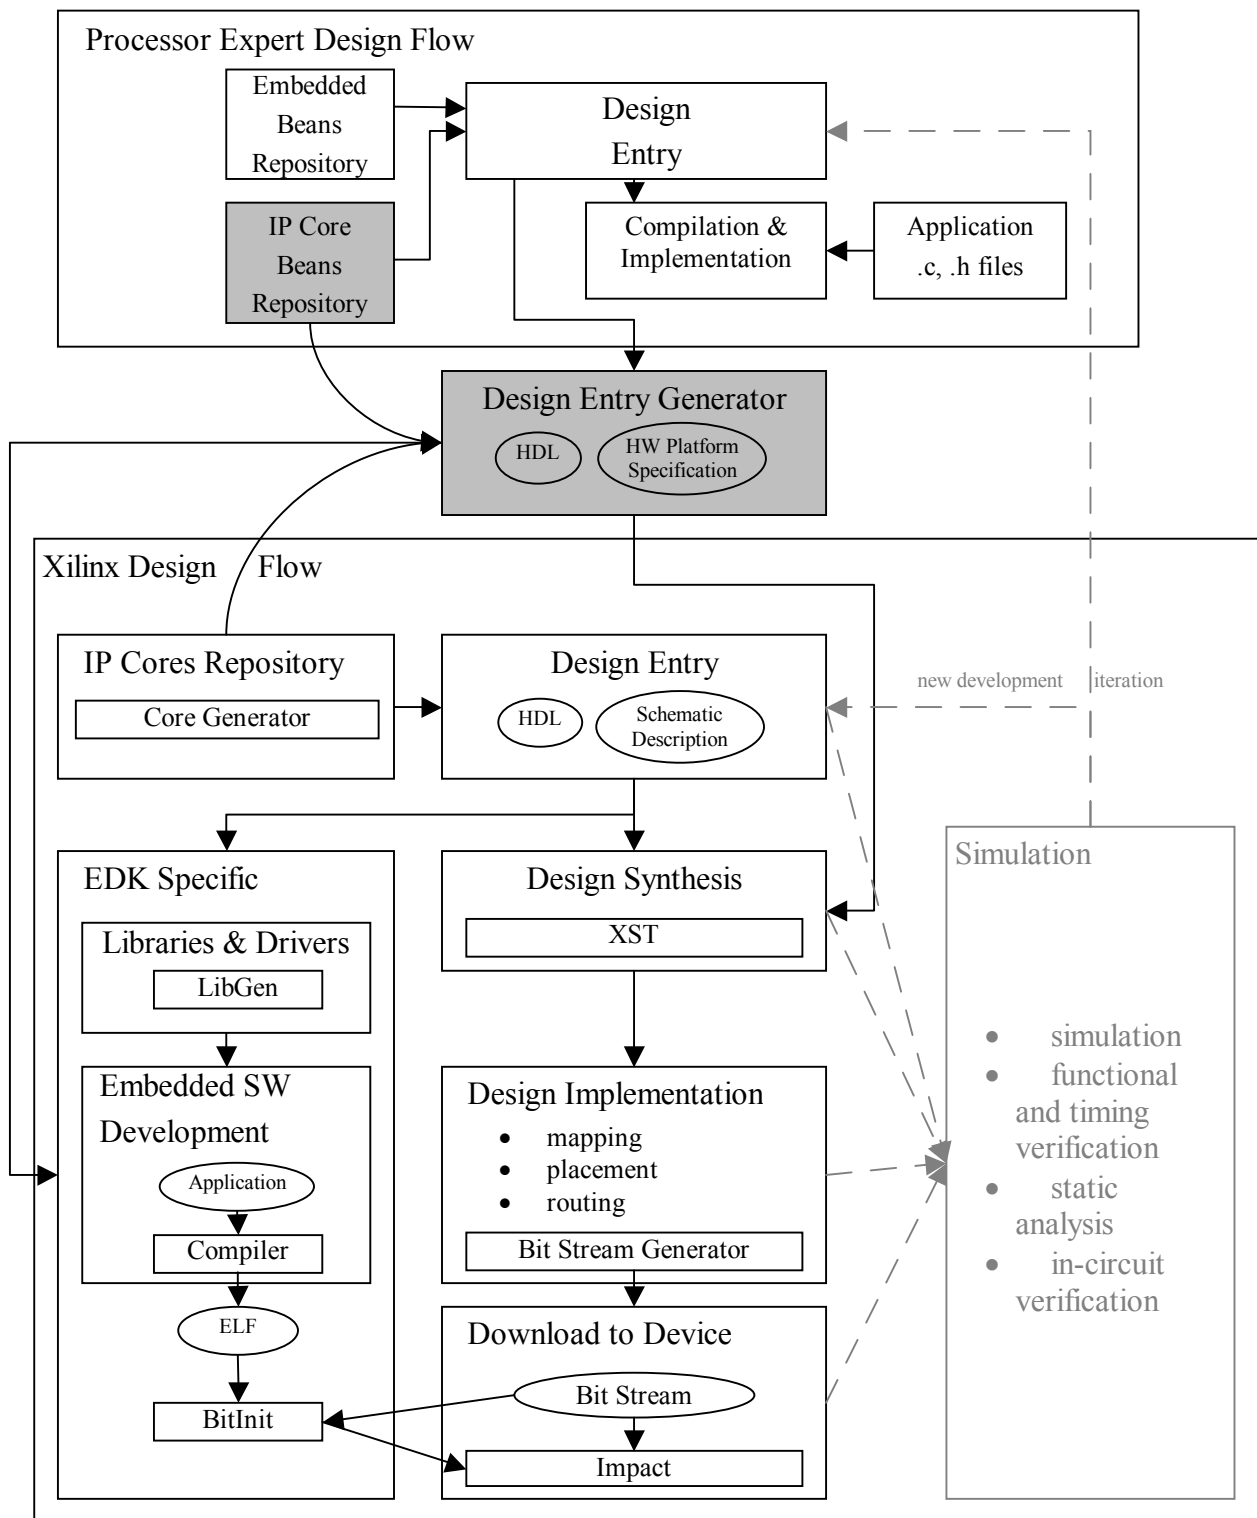 Processor Expert Design Flow
Embedded
Beans
Repository
Design
Entry
IP Core
Beans
Repository
Compilation &
Implementation
Application
.c, .h files
Design Entry Generator
HDL
HW Platform
Specification
Xilinx Design Flow
IP Cores Repository
Core Generator
Design Entry
HDL
Schematic
Description
new development iteration
EDK Specific
Libraries & Drivers
LibGen
Embedded SW
Development
Application
Compiler
ELF
BitInit
Design Synthesis
XST
Design Implementation
• mapping
• placement
• routing
Bit Stream Generator
Download to Device
Bit Stream
Impact
Simulation
• simulation
• functional
and timing
verification
• static
analysis
• in-circuit
verification